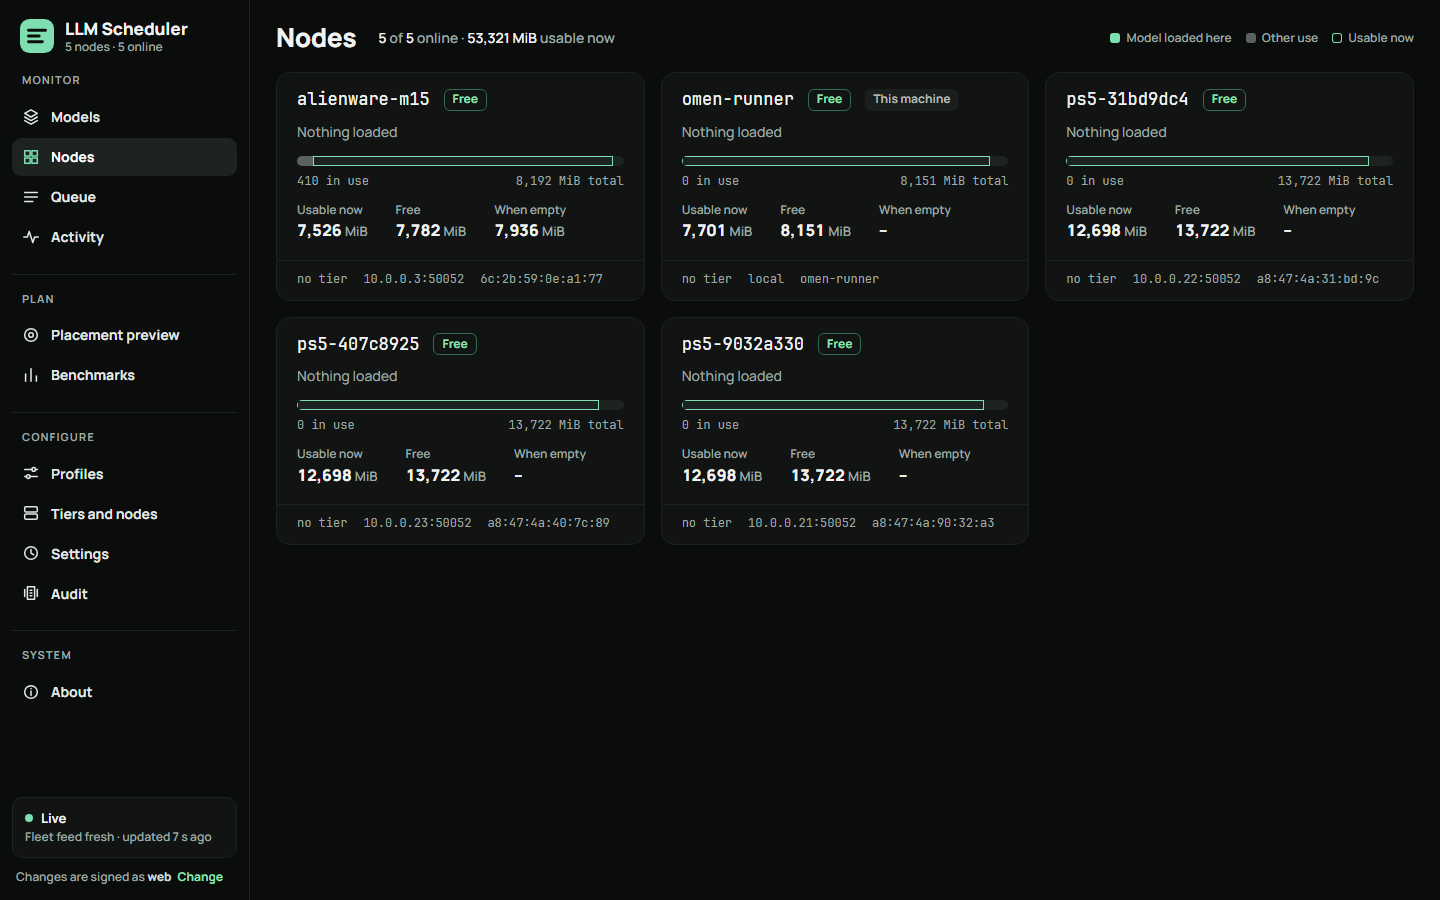 LLM Scheduler
5 nodes · 5 online
MONITOR
Models
Nodes
Queue
Activity
PLAN
Placement preview
Benchmarks
CONFIGURE
Profiles
Tiers and nodes
Settings
Audit
SYSTEM
About
Live
Fleet feed fresh · updated 7 s ago
Changes are signed as web Change
Nodes 5 of 5 online · 53,321 MiB usable now
Model loaded here Other use Usable now
alienware-m15 Free
Nothing loaded
410 in use 8,192 MiB total
Usable now Free When empty
7,526 MiB 7,782 MiB 7,936 MiB
no tier 10.0.0.3:50052 6c:2b:59:0e:a1:77
omen-runner Free This machine
Nothing loaded
0 in use 8,151 MiB total
Usable now Free When empty
7,701 MiB 8,151 MiB –
no tier local omen-runner
ps5-31bd9dc4 Free
Nothing loaded
0 in use 13,722 MiB total
Usable now Free When empty
12,698 MiB 13,722 MiB –
no tier 10.0.0.22:50052 a8:47:4a:31:bd:9c
ps5-407c8925 Free
Nothing loaded
0 in use 13,722 MiB total
Usable now Free When empty
12,698 MiB 13,722 MiB –
no tier 10.0.0.23:50052 a8:47:4a:40:7c:89
ps5-9032a330 Free
Nothing loaded
0 in use 13,722 MiB total
Usable now Free When empty
12,698 MiB 13,722 MiB –
no tier 10.0.0.21:50052 a8:47:4a:90:32:a3